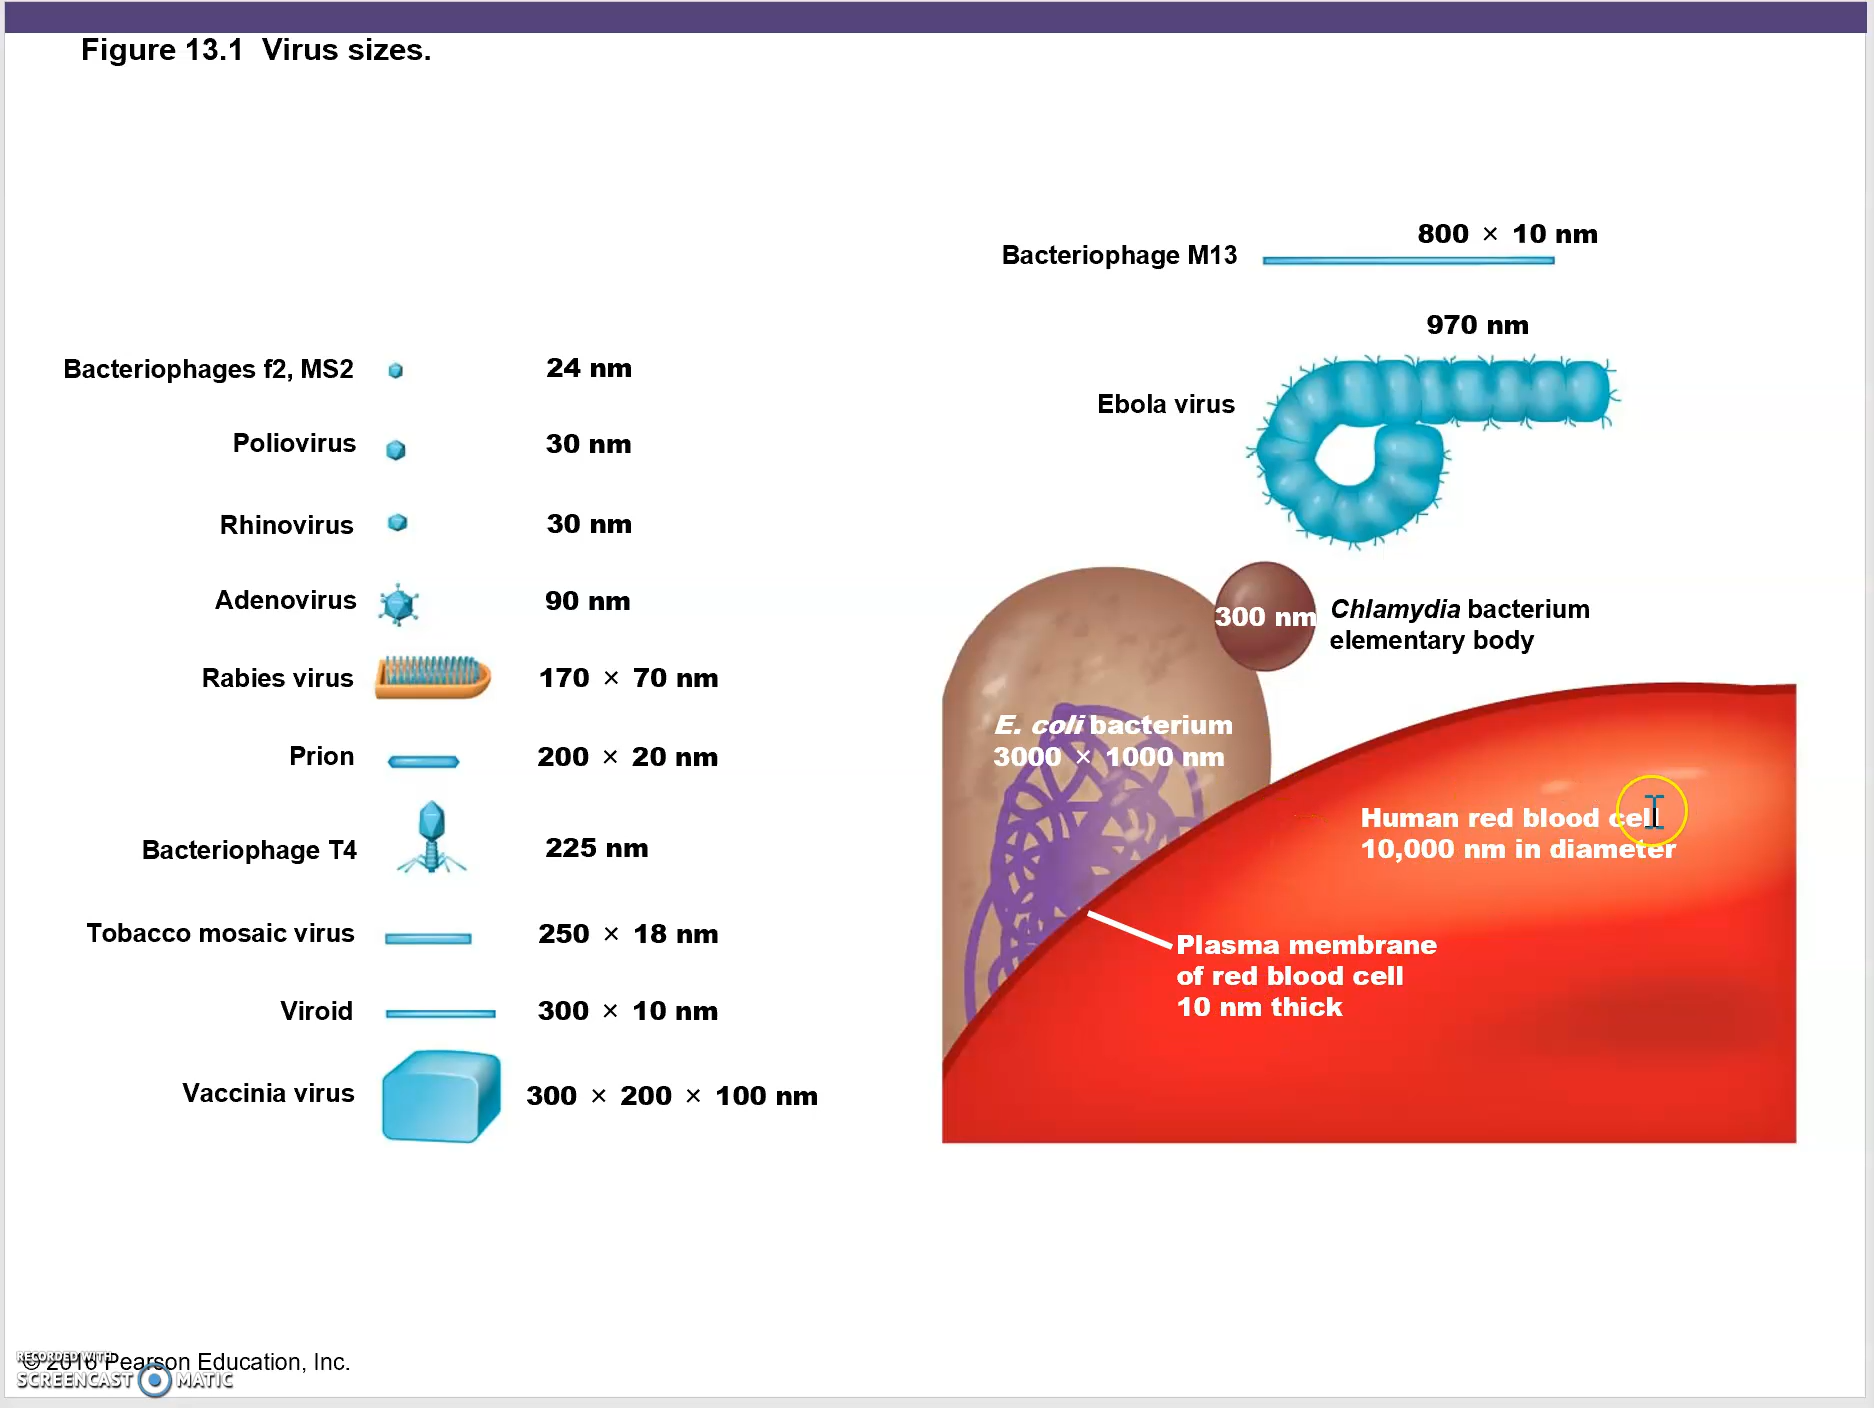 Figure 13.1 Virus sizes.
Bacteriophages f2, MS2 24 nm
Poliovirus 30 nm
Rhinovirus 30 nm
Adenovirus 90 nm
Rabies virus 170 × 70 nm
Prion 200 × 20 nm
Bacteriophage T4 225 nm
Tobacco mosaic virus 250 × 18 nm
Viroid 300 × 10 nm
Vaccinia virus 300 × 200 × 100 nm
800 × 10 nm
Bacteriophage M13
970 nm
Ebola virus
300 nm
Chlamydia bacterium
elementary body
E. coli bacterium
3000 × 1000 nm
Human red blood cell
10,000 nm in diameter
Plasma membrane
of red blood cell
10 nm thick
© 2016 Pearson Education, Inc.
RECORDED WITH
SCREENCAST MATIC